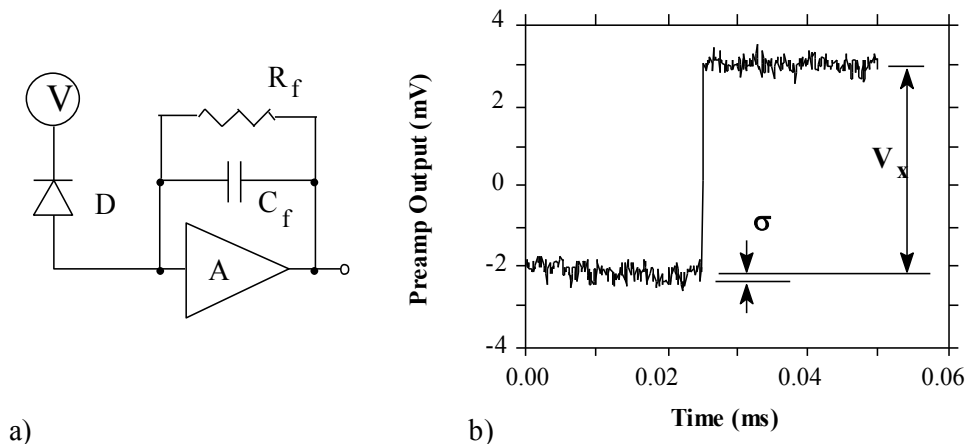 V
R f
D
C f
A
a)
Preamp Output (mV)
4
2
0
-2
-4
σ
V x
0.00 0.02 0.04 0.06
Time (ms)
b)